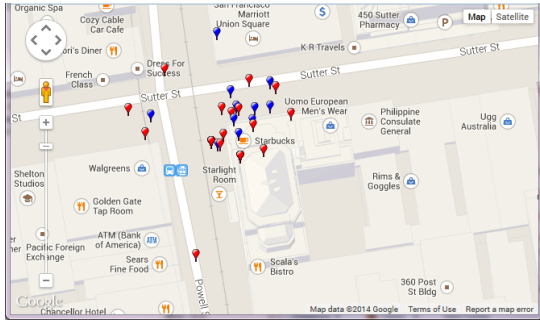 Organic Spa
Cozy Cable
Car Cafe
San Francisco
Marriott
Union Square
$
450 Sutter
Pharmacy
P
Map
Satellite
ori's Diner
K R Travels
Sutter St
Dress For
Success
French
Class
Sutter St
St
Uomo European
Men's Wear
Philippine
Consulate
General
Ugg
Australia
Starbucks
Walgreens
Shelton
Studios
Starlight
Room
Rims &
Goggles
Golden Gate
Tap Room
ATM (Bank
of America)
ATM
ner
Pacific Foreign
Exchange
Sears
Fine Food
Scala's
Bistro
Powell S
360 Post
St Bldg
Google
Chancellor Hotel
Map data ©2014 Google
Terms of Use
Report a map error